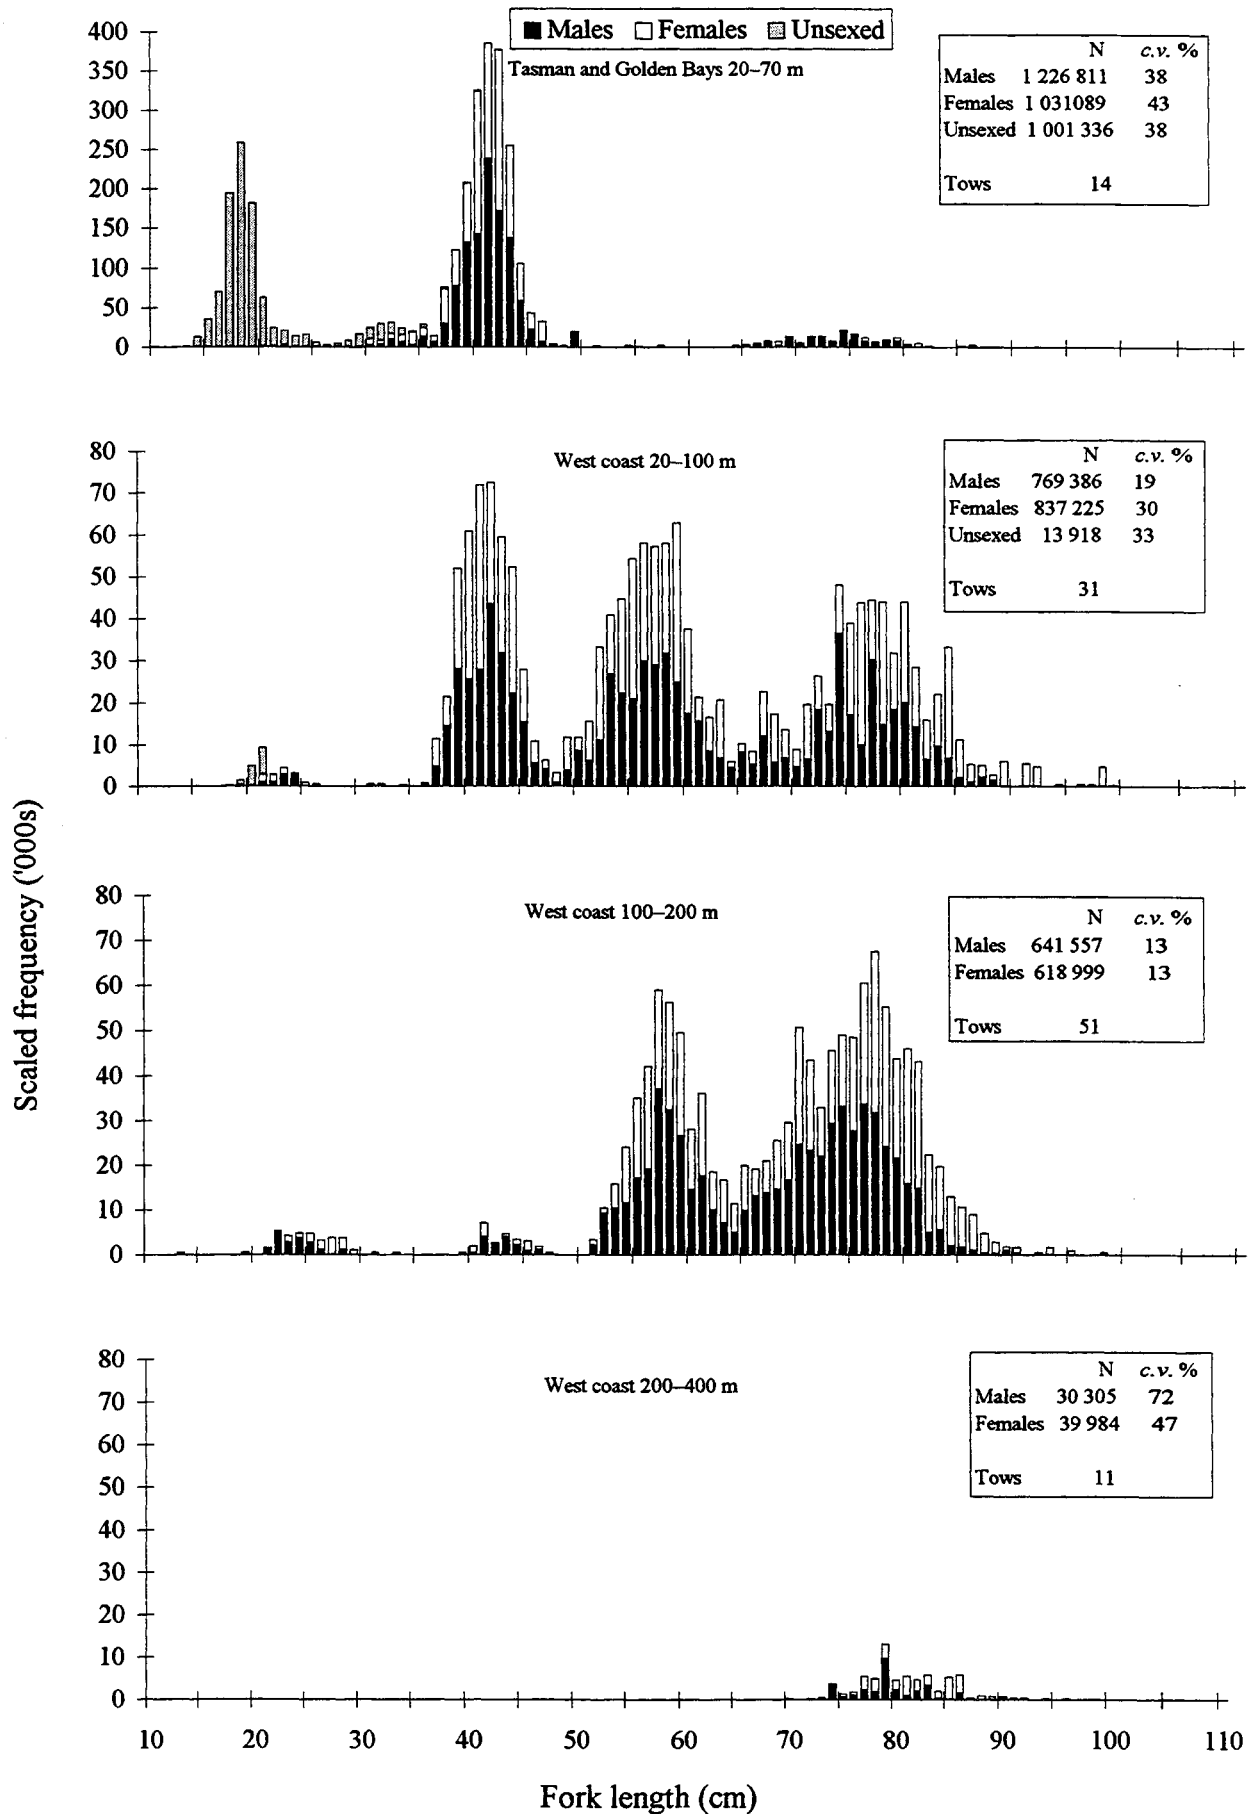 Males Females Unsexed
Tasman and Golden Bays 20–70 m
400
350
300
250
200
150
100
50
0
N c.v. %
Males 1 226 811 38
Females 1 031089 43
Unsexed 1 001 336 38
Tows 14
West coast 20–100 m
80
70
60
50
40
30
20
10
0
N c.v. %
Males 769 386 19
Females 837 225 30
Unsexed 13 918 33
Tows 31
Scaled frequency ('000s)
West coast 100–200 m
80
70
60
50
40
30
20
10
0
N c.v. %
Males 641 557 13
Females 618 999 13
Tows 51
West coast 200–400 m
80
70
60
50
40
30
20
10
0
N c.v. %
Males 30 305 72
Females 39 984 47
Tows 11
10 20 30 40 50 60 70 80 90 100 110
Fork length (cm)